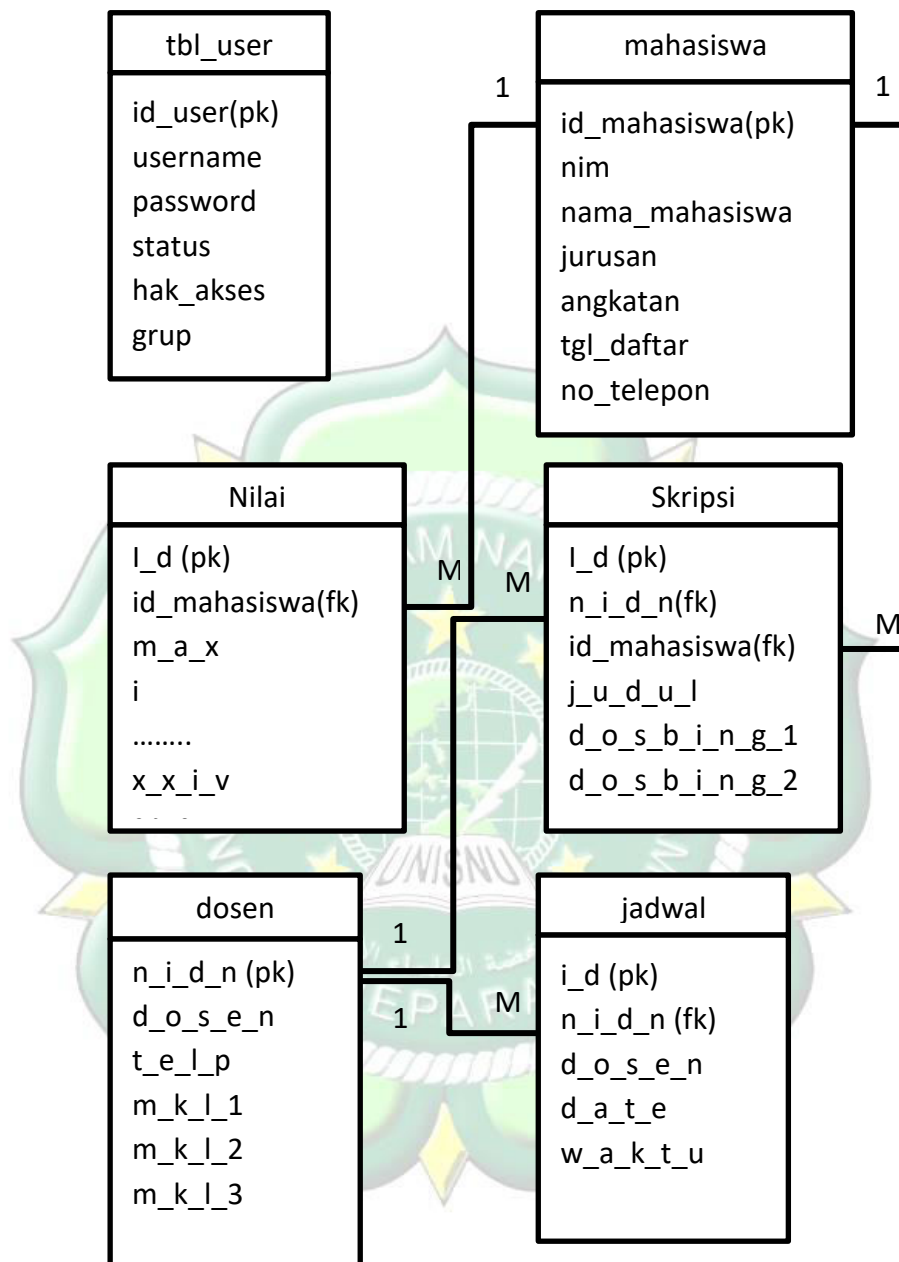 tbl_user
id_user(pk)
username
password
status
hak_akses
grup
mahasiswa
id_mahasiswa(pk)
nim
nama_mahasiswa
jurusan
angkatan
tgl_daftar
no_telepon
1
1
Nilai
I_d (pk)
id_mahasiswa(fk)
m_a_x
i
........
x_x_i_v
M
M
Skripsi
I_d (pk)
n_i_d_n(fk)
id_mahasiswa(fk)
j_u_d_u_l
d_o_s_b_i_n_g_1
d_o_s_b_i_n_g_2
M
dosen
n_i_d_n (pk)
d_o_s_e_n
t_e_l_p
m_k_l_1
m_k_l_2
m_k_l_3
1
1
M
jadwal
i_d (pk)
n_i_d_n (fk)
d_o_s_e_n
d_a_t_e
w_a_k_t_u
UNISNU